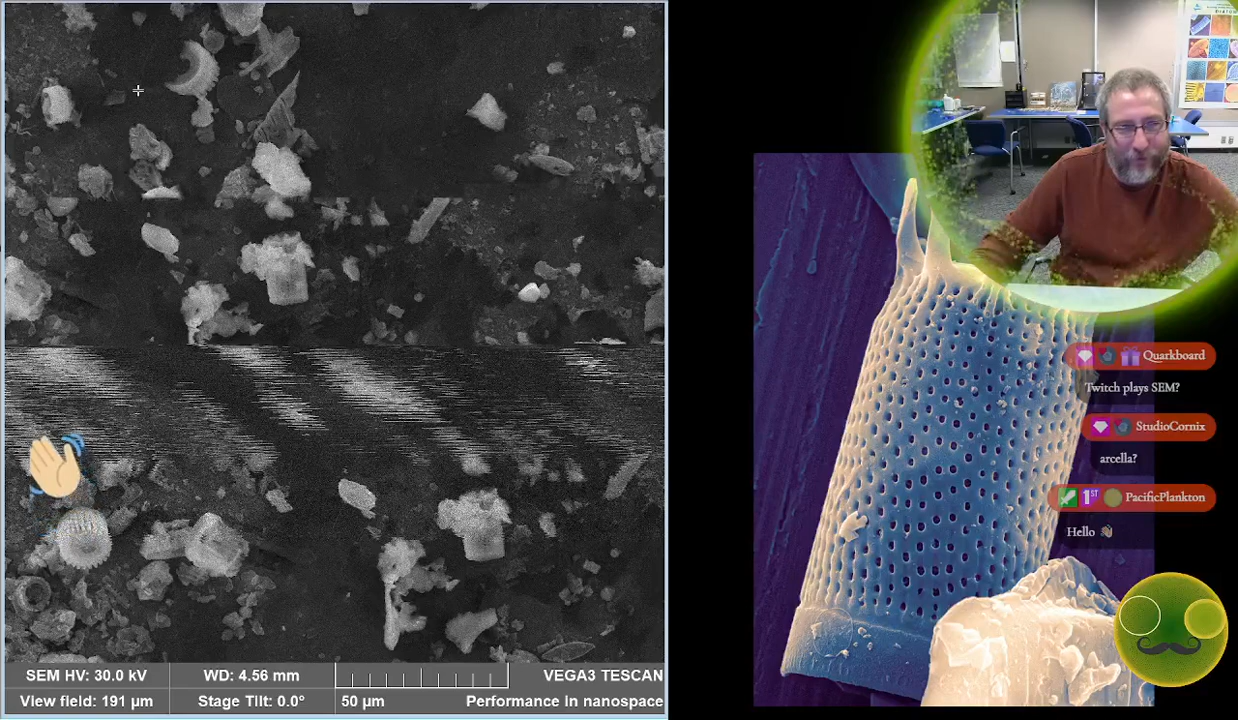 SEM HV: 30.0 kV
WD: 4.56 mm
VEGA3 TESCAN
View field: 191 µm
Stage Tilt: 0.0°
50 µm
Performance in nanospace
Quarkboard
Twitch plays SEM?
StudioCornix
arcella?
1ST
PacificPlankton
Hello